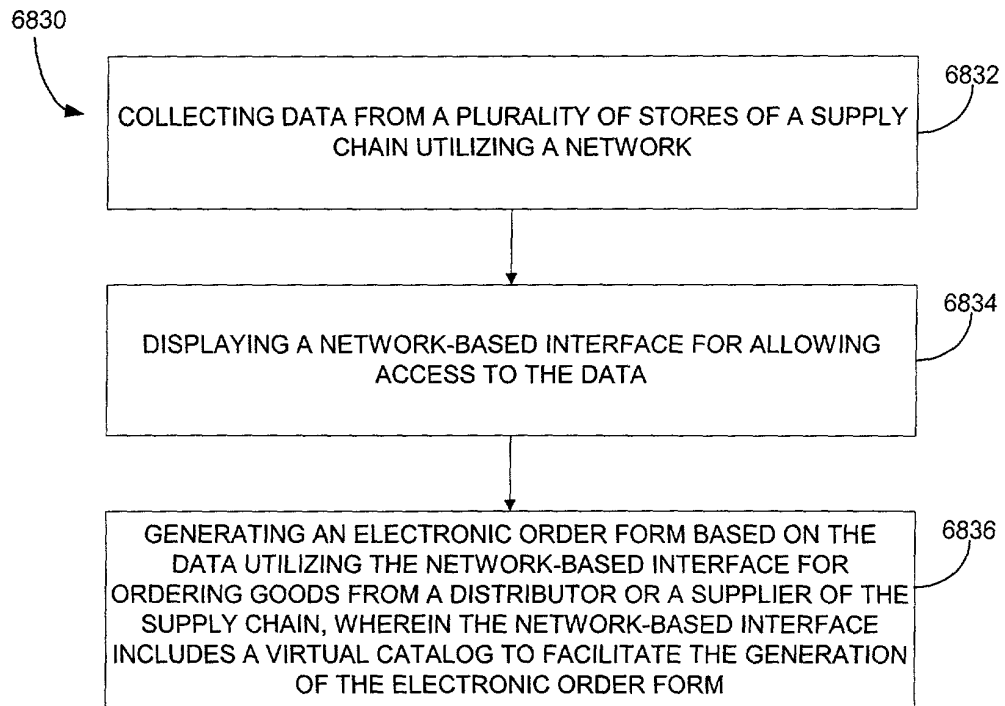 6830
6832
COLLECTING DATA FROM A PLURALITY OF STORES OF A SUPPLY
CHAIN UTILIZING A NETWORK
6834
DISPLAYING A NETWORK-BASED INTERFACE FOR ALLOWING
ACCESS TO THE DATA
6836
GENERATING AN ELECTRONIC ORDER FORM BASED ON THE
DATA UTILIZING THE NETWORK-BASED INTERFACE FOR
ORDERING GOODS FROM A DISTRIBUTOR OR A SUPPLIER OF THE
SUPPLY CHAIN, WHEREIN THE NETWORK-BASED INTERFACE
INCLUDES A VIRTUAL CATALOG TO FACILITATE THE GENERATION
OF THE ELECTRONIC ORDER FORM